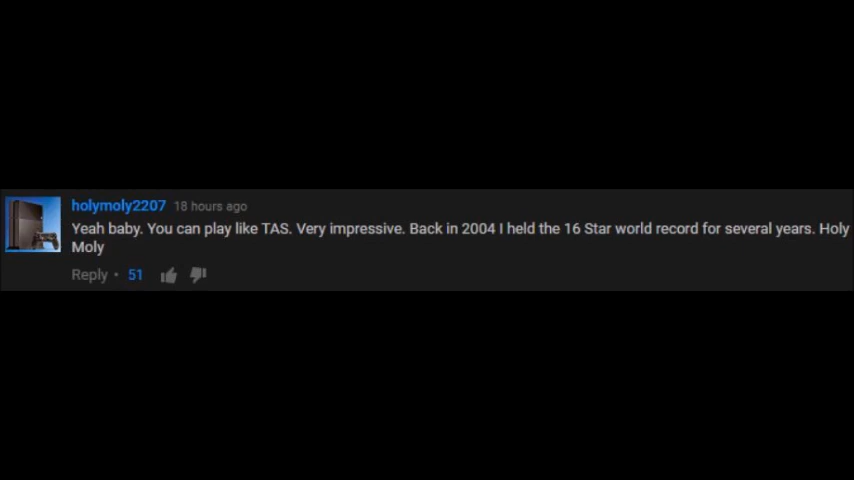 holymoly2207 18 hours ago
Yeah baby. You can play like TAS. Very impressive. Back in 2004 I held the 16 Star world record for several years. Holy
Moly
Reply • 51